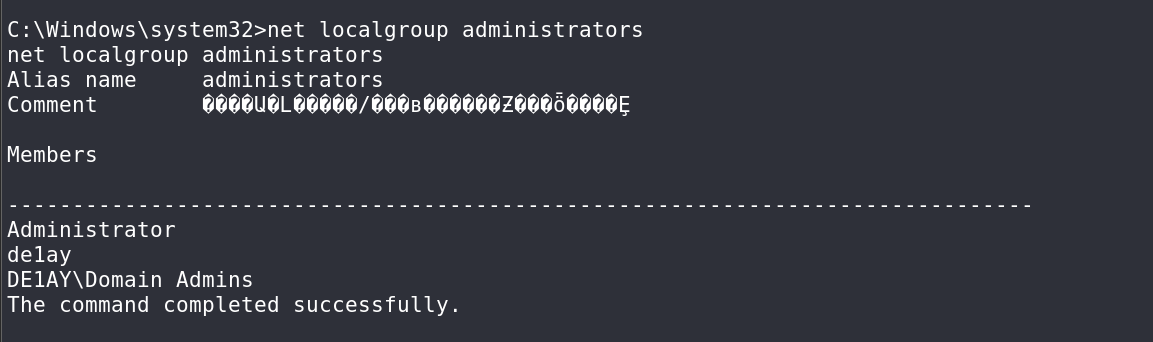 C:\Windows\system32>net localgroup administrators
net localgroup administrators
Alias name     administrators
Comment        ����Ա�L�����/���в������Ƶ���ȫ����Ȩ

Members

-------------------------------------------------------------------------------
Administrator
de1ay
DE1AY\Domain Admins
The command completed successfully.